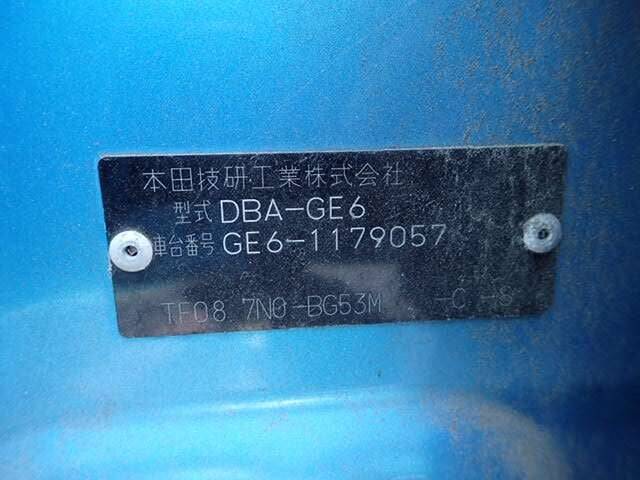 本田技研工業株式会社
型式 DBA-GE6
車台番号 GE6-1179057
TF08 7N0-BG53M -C -S